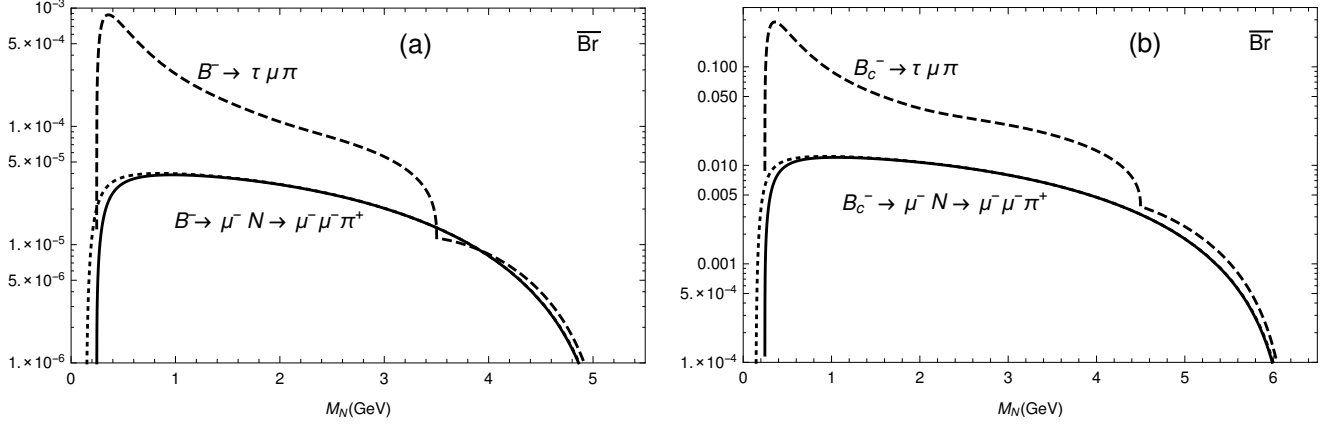 10⁻³
5.×10⁻⁴
1.×10⁻⁴
5.×10⁻⁵
1.×10⁻⁵
5.×10⁻⁶
1.×10⁻⁶
(a)
B̅r̅
B⁻→ τ μ π
B⁻→ μ⁻ N → μ⁻μ⁻π⁺
0 1 2 3 4 5
M_N(GeV)
0.100
0.050
0.010
0.005
0.001
5.×10⁻⁴
1.×10⁻⁴
(b)
B̅r̅
B_c⁻→ τ μ π
B_c⁻→ μ⁻ N → μ⁻μ⁻π⁺
0 1 2 3 4 5 6
M_N(GeV)